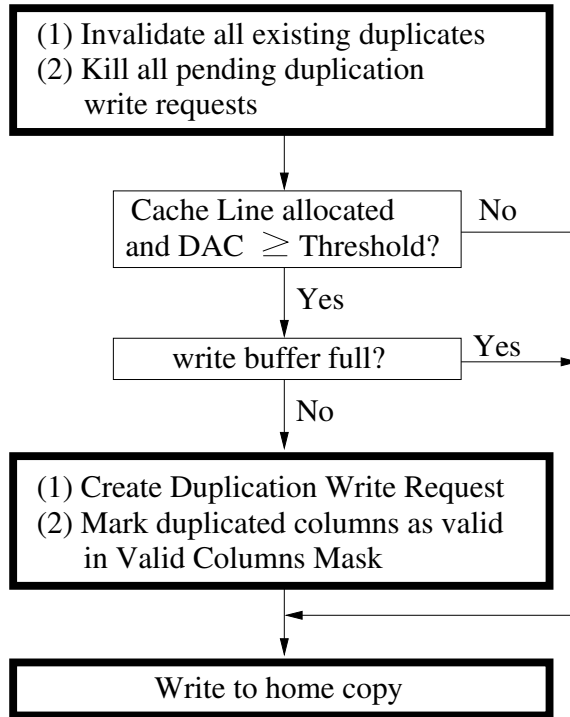 (1) Invalidate all existing duplicates
(2) Kill all pending duplication
write requests
Cache Line allocated
and DAC ≥ Threshold?
No
Yes
write buffer full?
Yes
No
(1) Create Duplication Write Request
(2) Mark duplicated columns as valid
in Valid Columns Mask
Write to home copy